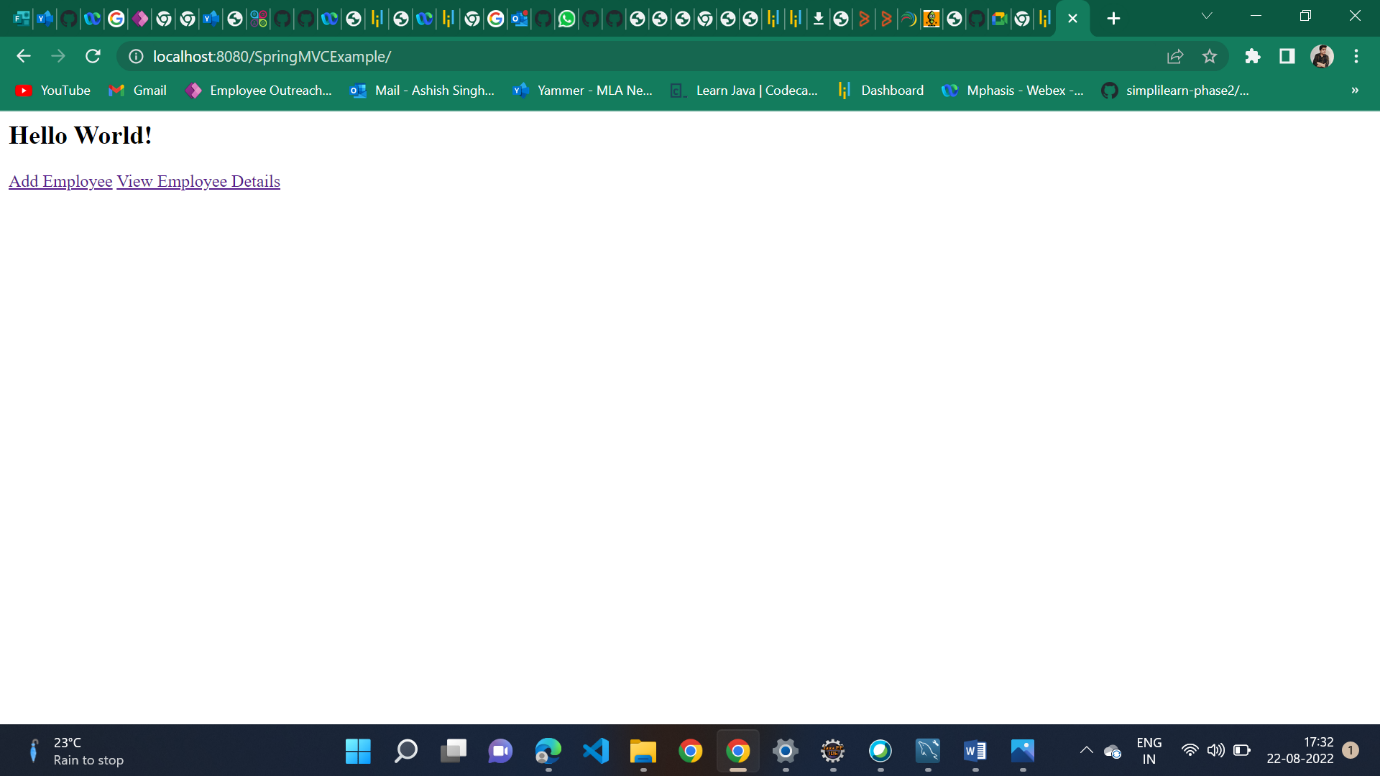 localhost:8080/SpringMVCExample/
YouTube Gmail Employee Outreach... Mail - Ashish Singh... Yammer - MLA Ne... Learn Java | Codeca... Dashboard Mphasis - Webex -... simplilearn-phase2/... »
Hello World!
Add Employee View Employee Details
23°C
Rain to stop
ENG
IN
17:32
22-08-2022
1